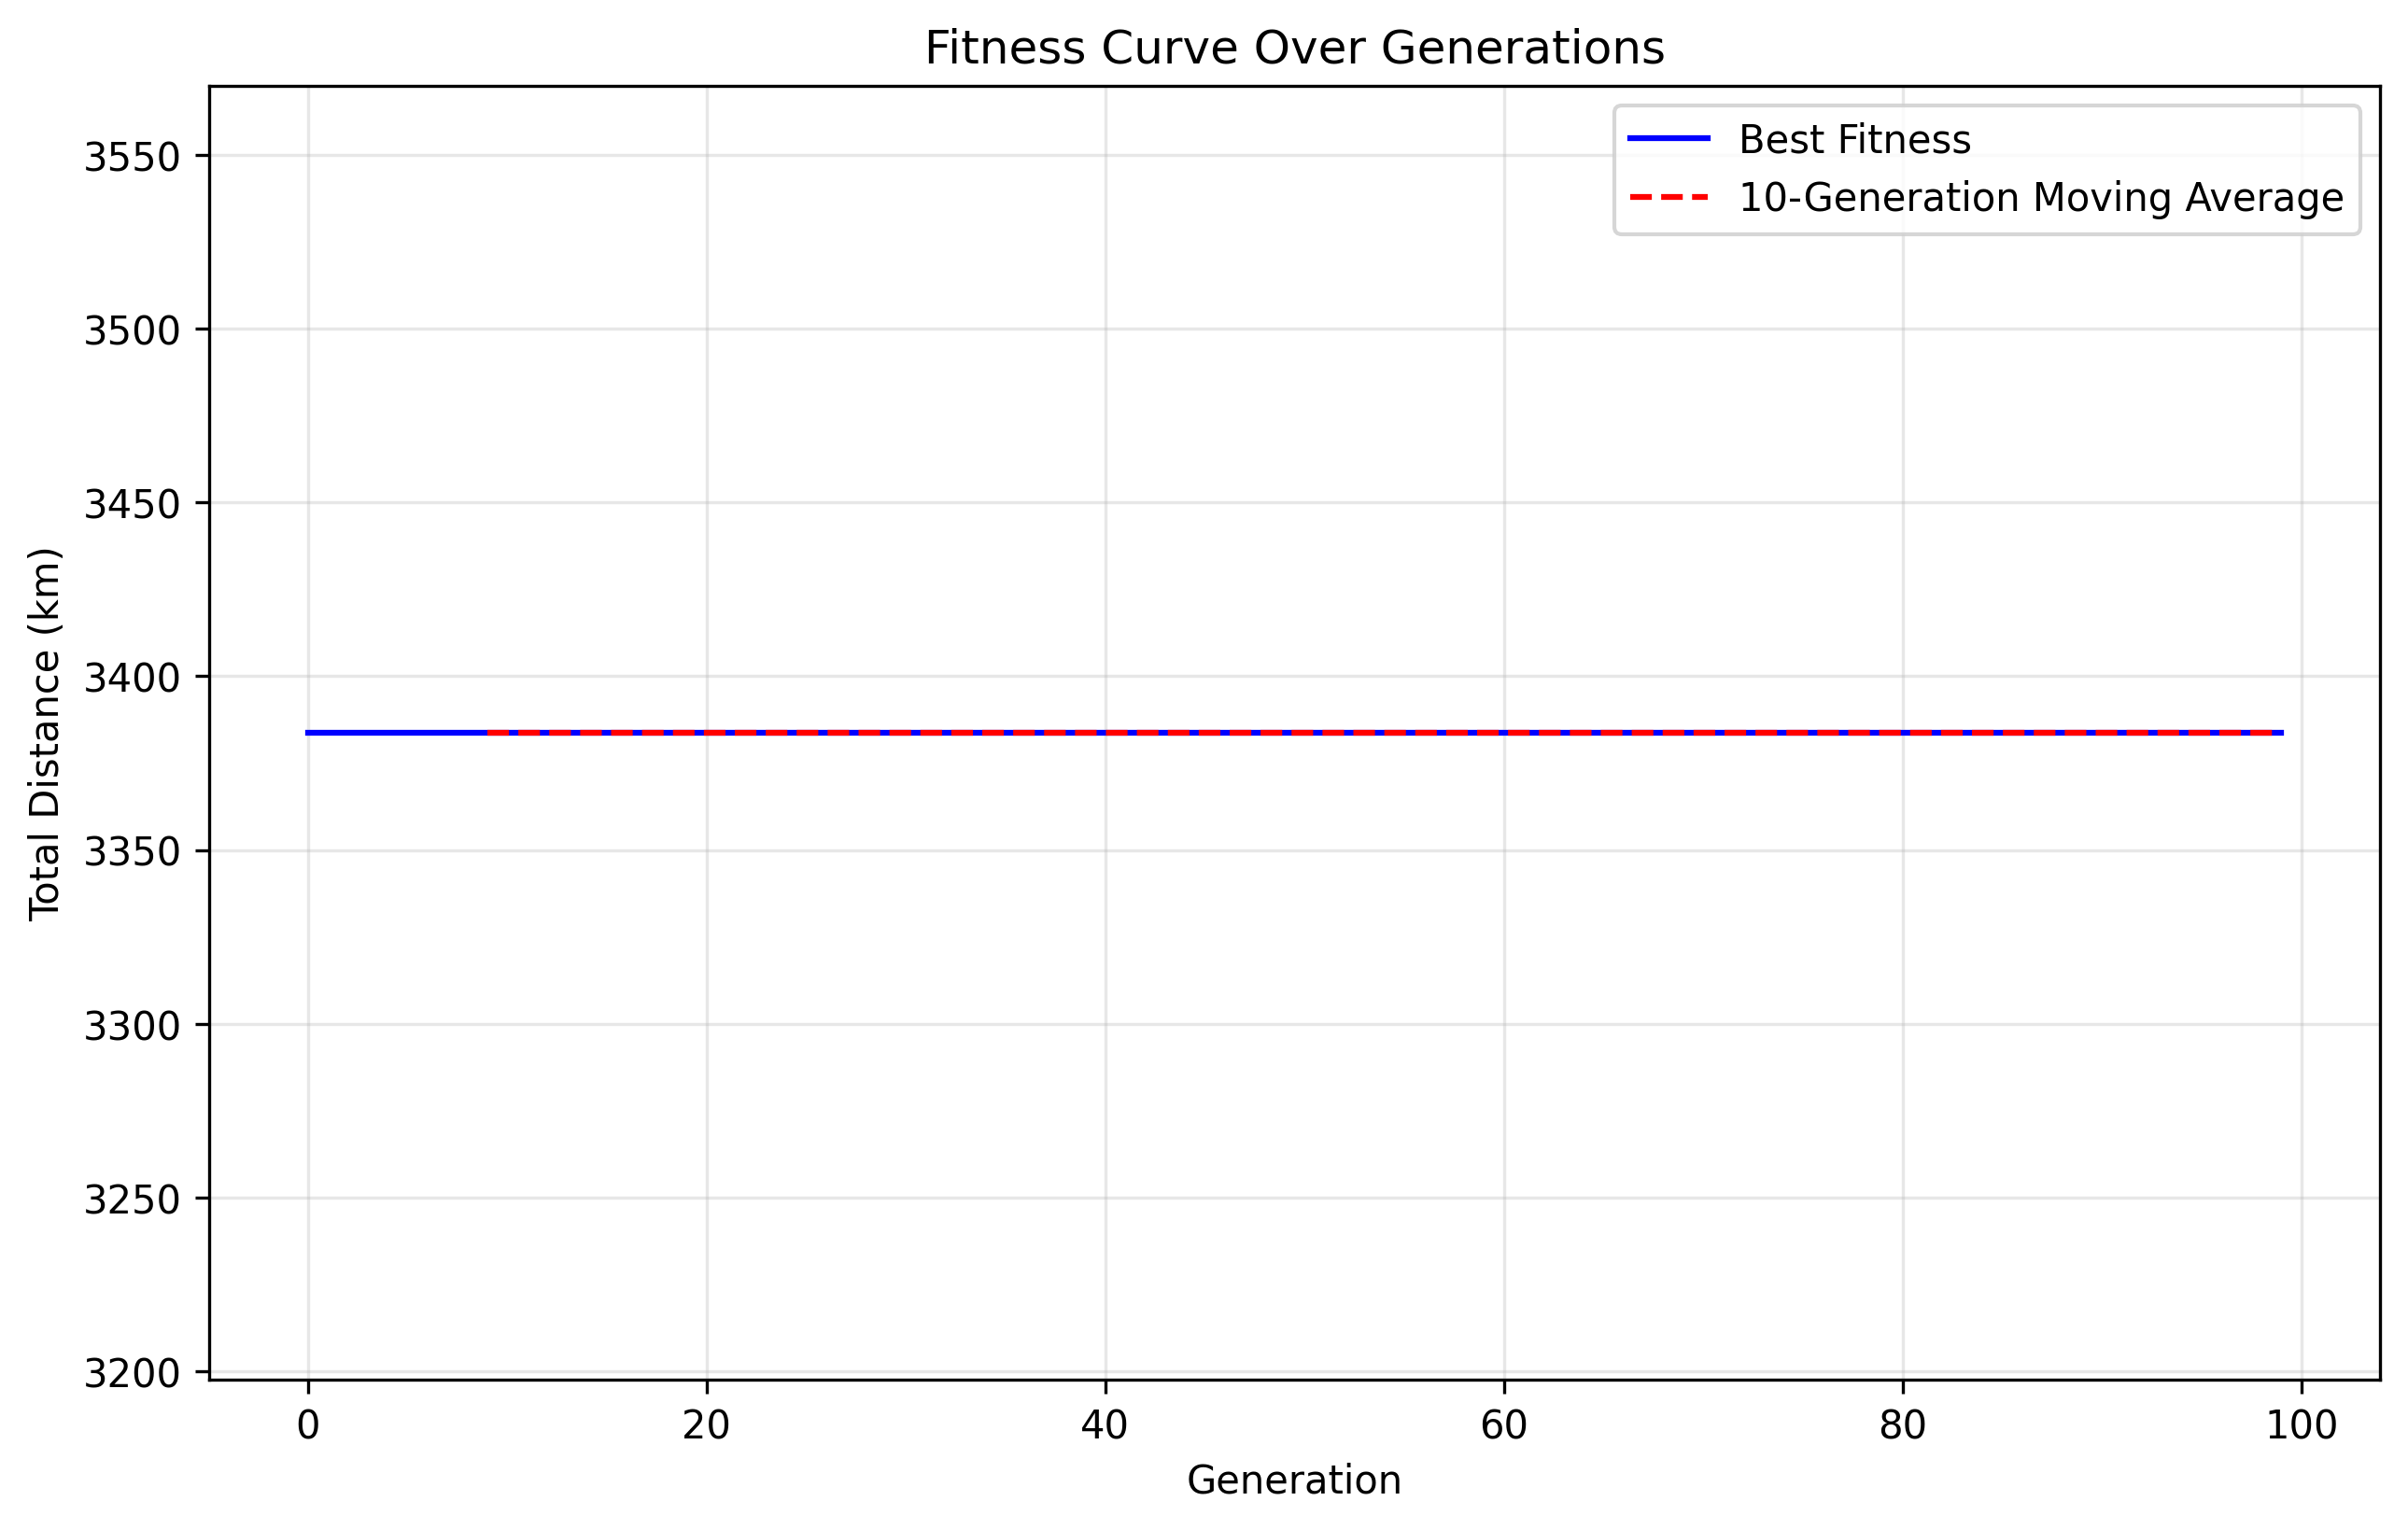 Fitness Curve Over Generations
Best Fitness
10-Generation Moving Average
Total Distance (km)
3550
3500
3450
3400
3350
3300
3250
3200
0 20 40 60 80 100
Generation